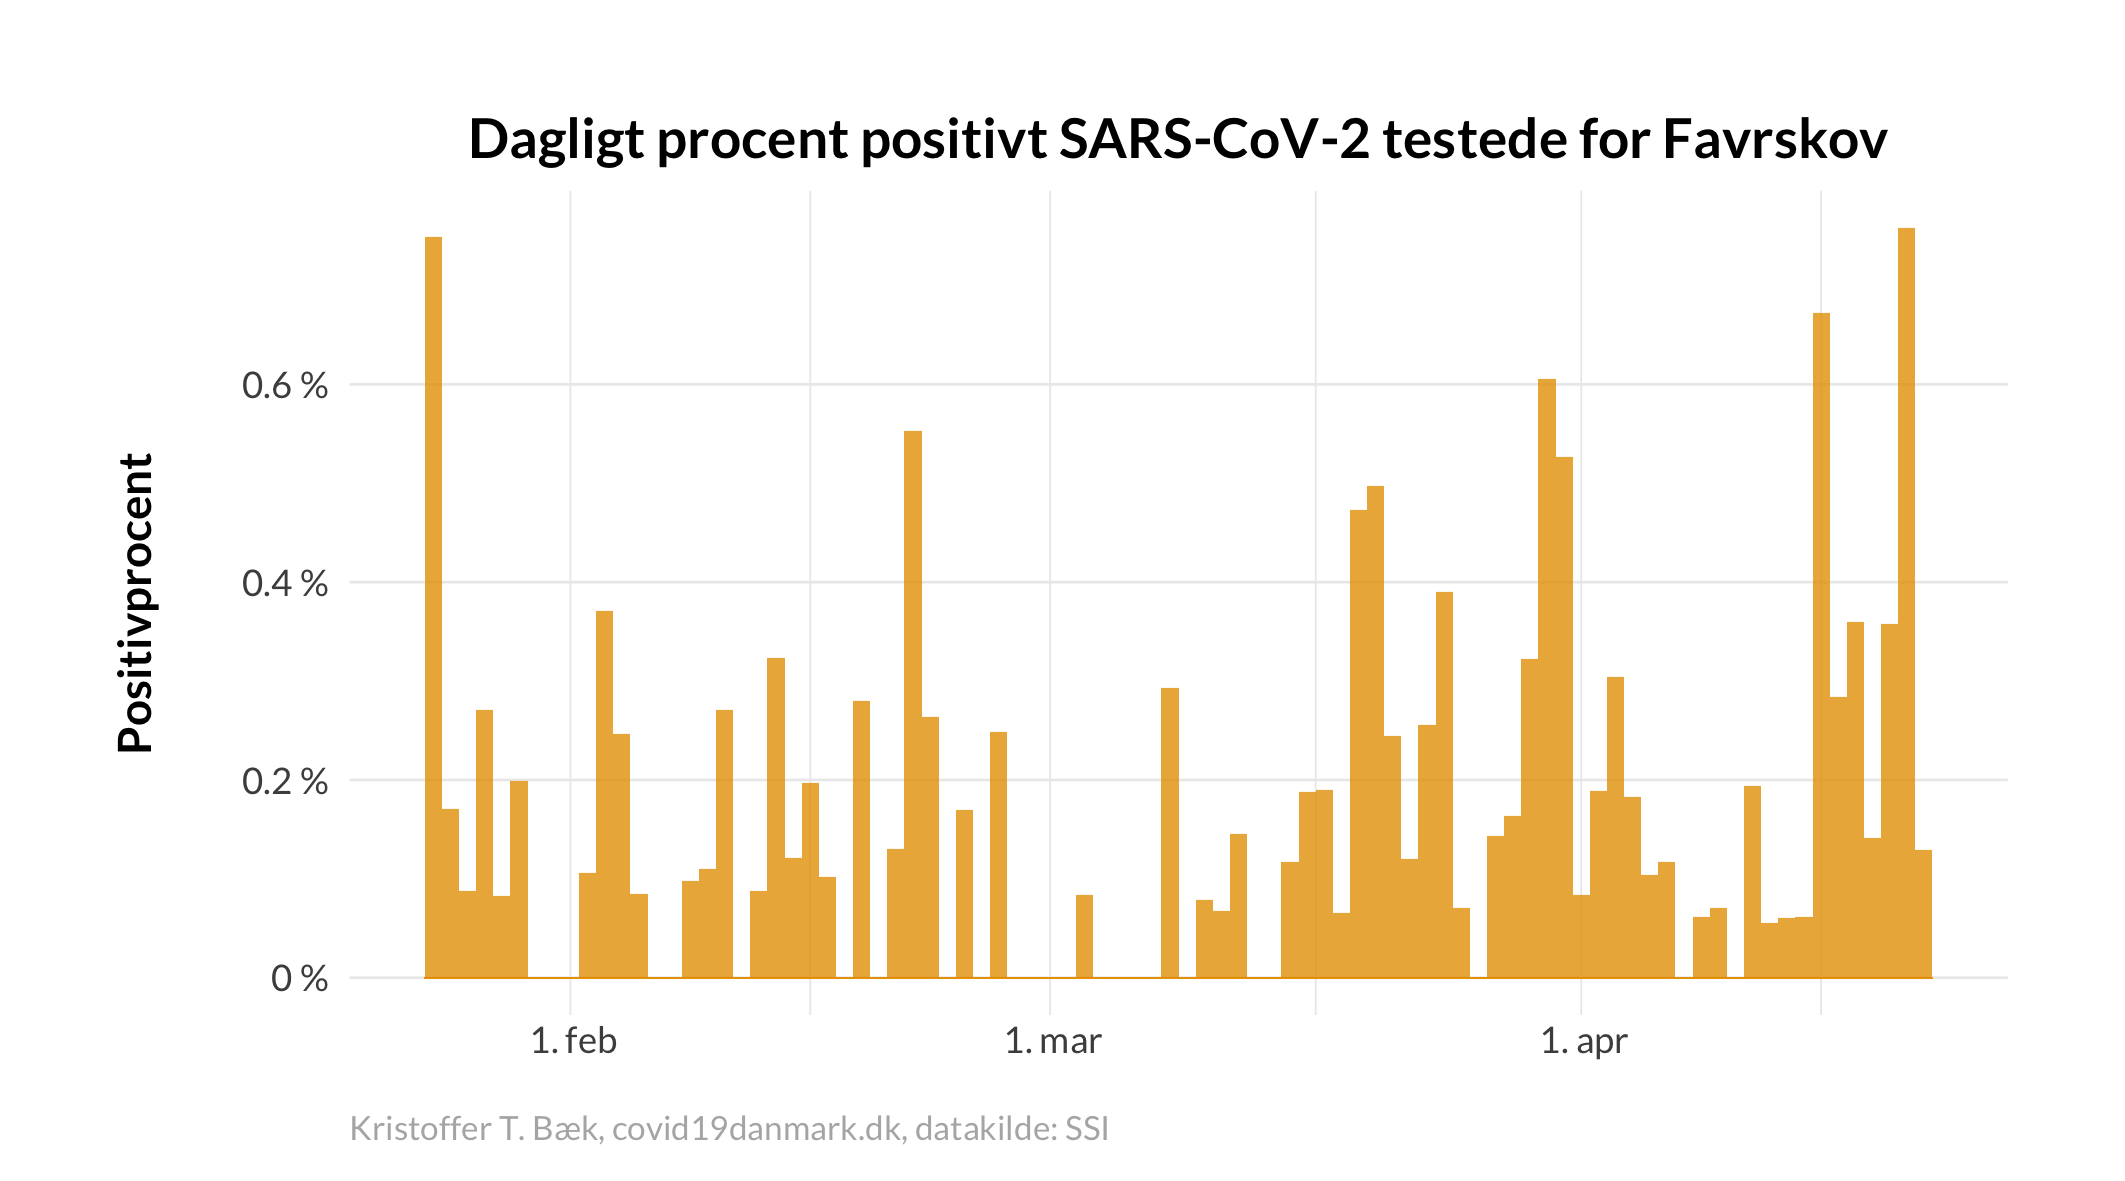 Dagligt procent positivt SARS-CoV-2 testede for Favrskov
Positivprocent
0.6 %
0.4 %
0.2 %
0 %
1. feb
1. mar
1. apr
Kristoffer T. Bæk, covid19danmark.dk, datakilde: SSI